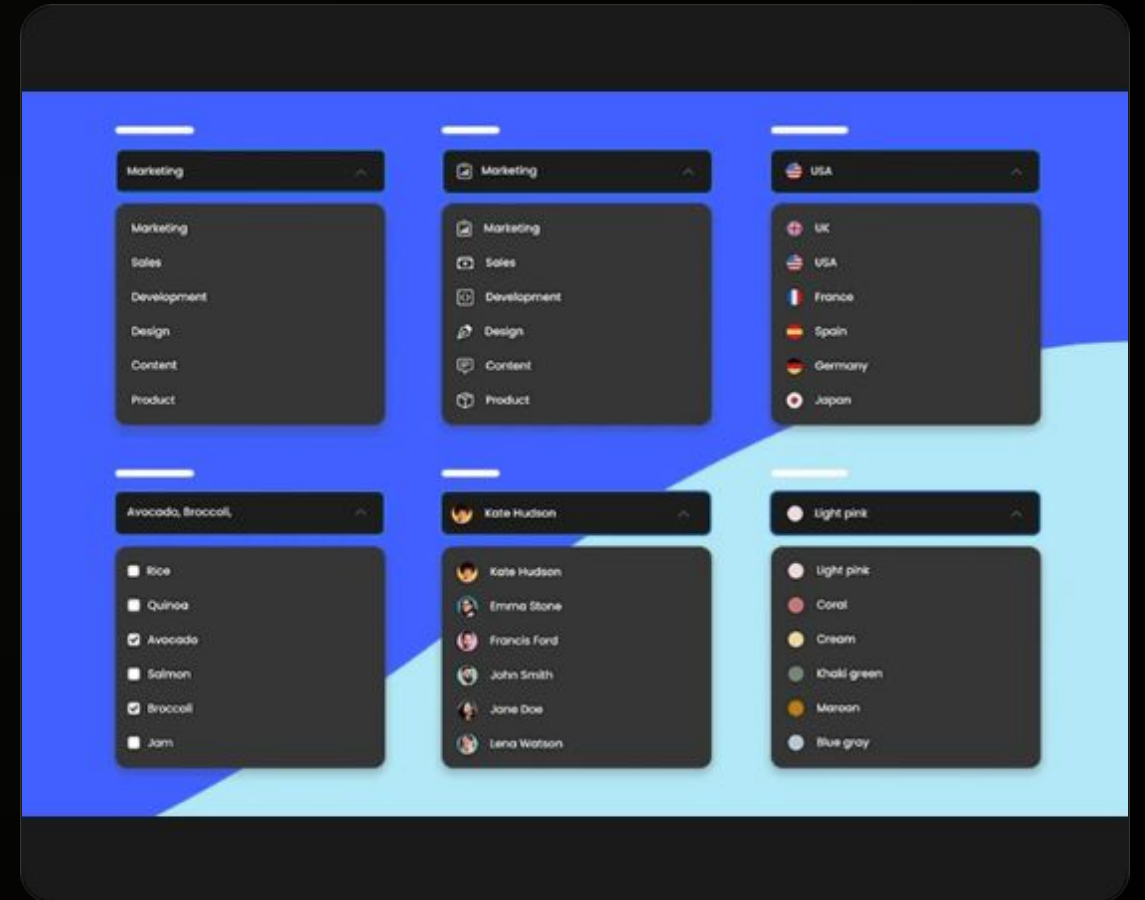 Marketing
Marketing
Sales
Development
Design
Content
Product
Marketing
Marketing
Sales
Development
Design
Content
Product
USA
UK
USA
France
Spain
Germany
Japan
Avocado, Broccoli,
Rice
Quinoa
Avocado
Salmon
Broccoli
Jam
Kate Hudson
Kate Hudson
Emma Stone
Francis Ford
John Smith
Jane Doe
Lena Watson
Light pink
Light pink
Coral
Cream
Khaki green
Maroon
Blue gray